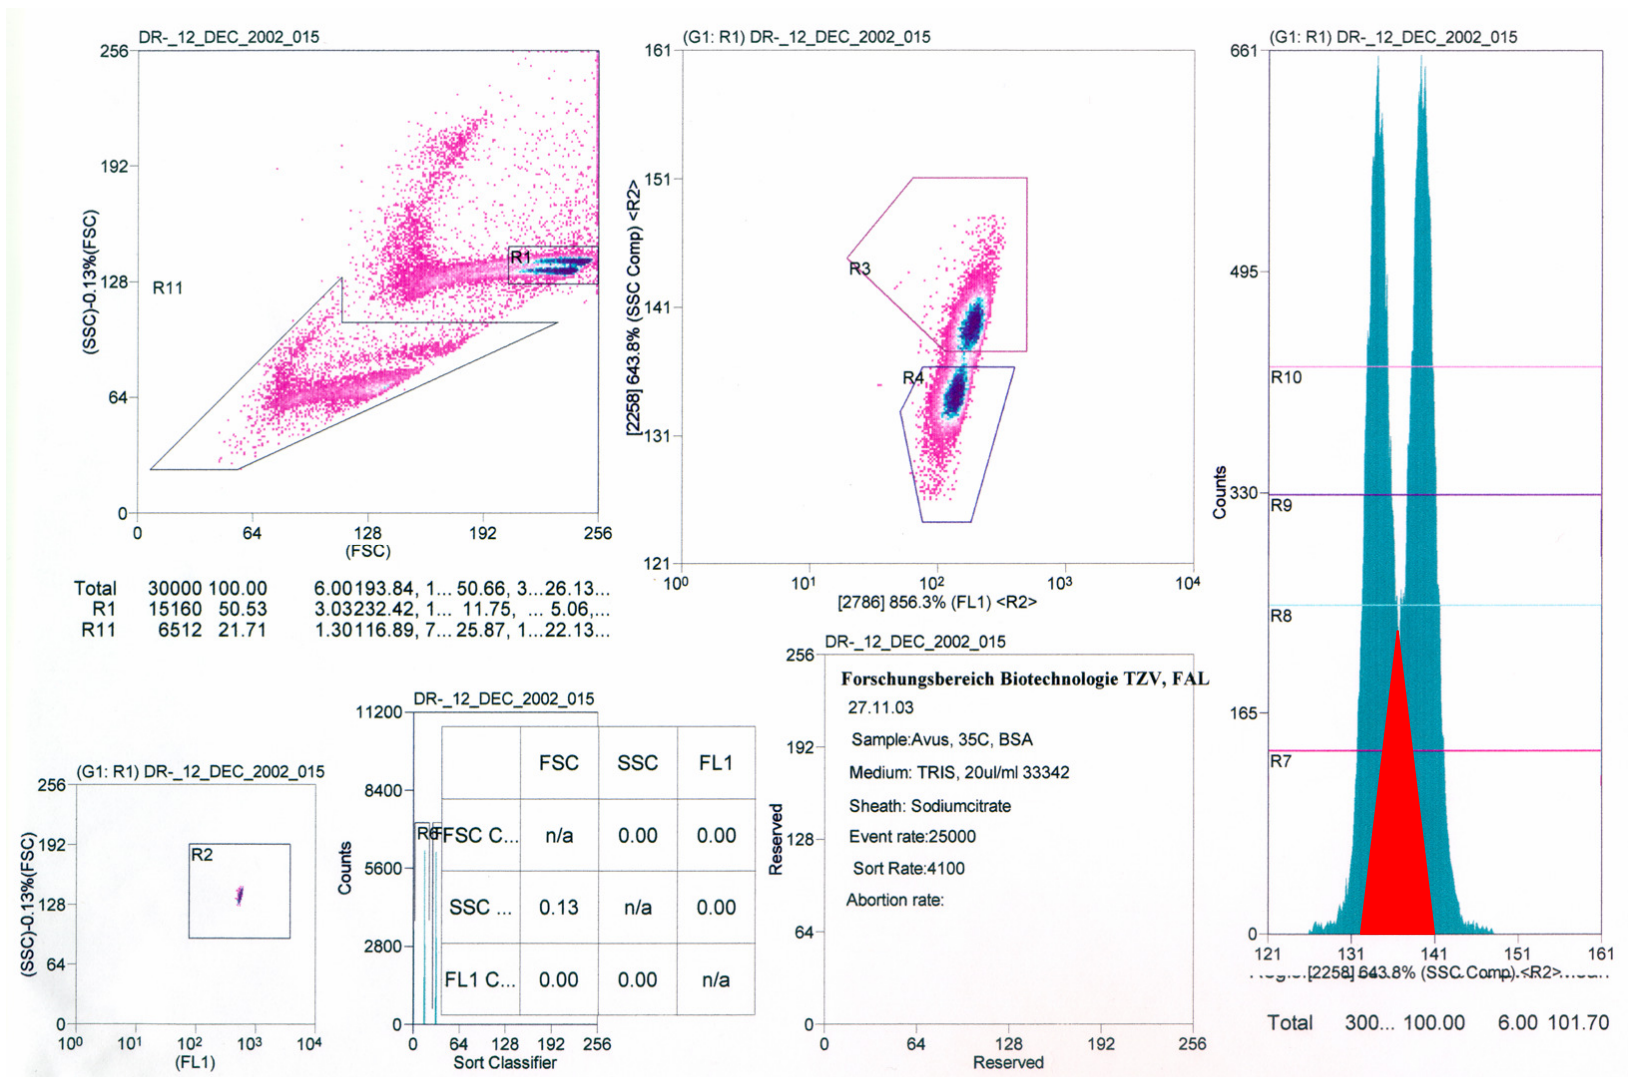 DR-_12_DEC_2002_015
256
192
128
64
0
(SSC)-0.13%(FSC)
R1
R11
0 64 128 192 256
(FSC)
Total 30000 100.00 6.00193.84, 1... 50.66, 3...26.13...
R1 15160 50.53 3.03232.42, 1... 11.75, ... 5.06,...
R11 6512 21.71 1.30116.89, 7... 25.87, 1...22.13...
(G1: R1) DR-_12_DEC_2002_015
161
151
141
131
121
[2258] 643.8% (SSC Comp) <R2>
R3
R4
10⁰ 10¹ 10² 10³ 10⁴
[2786] 856.3% (FL1) <R2>
(G1: R1) DR-_12_DEC_2002_015
661
495
330
165
0
Counts
R10
R9
R8
R7
121 131 141 151 161
[2258] 643.8% (SSC Comp) <R2>
Total 300... 100.00 6.00 101.70
(G1: R1) DR-_12_DEC_2002_015
256
192
128
64
0
(SSC)-0.13%(FSC)
R2
10⁰ 10¹ 10² 10³ 10⁴
(FL1)
DR-_12_DEC_2002_015
11200
8400
5600
2800
0
Counts
FSC SSC FL1
FSC C... n/a 0.00 0.00
SSC ... 0.13 n/a 0.00
FL1 C... 0.00 0.00 n/a
0 64 128 192 256
Sort Classifier
DR-_12_DEC_2002_015
256
192
128
64
0
Reserved
Forschungsbereich Biotechnologie TZV, FAL
27.11.03
Sample:Avus, 35C, BSA
Medium: TRIS, 20ul/ml 33342
Sheath: Sodiumcitrate
Event rate:25000
Sort Rate:4100
Abortion rate:
0 64 128 192 256
Reserved